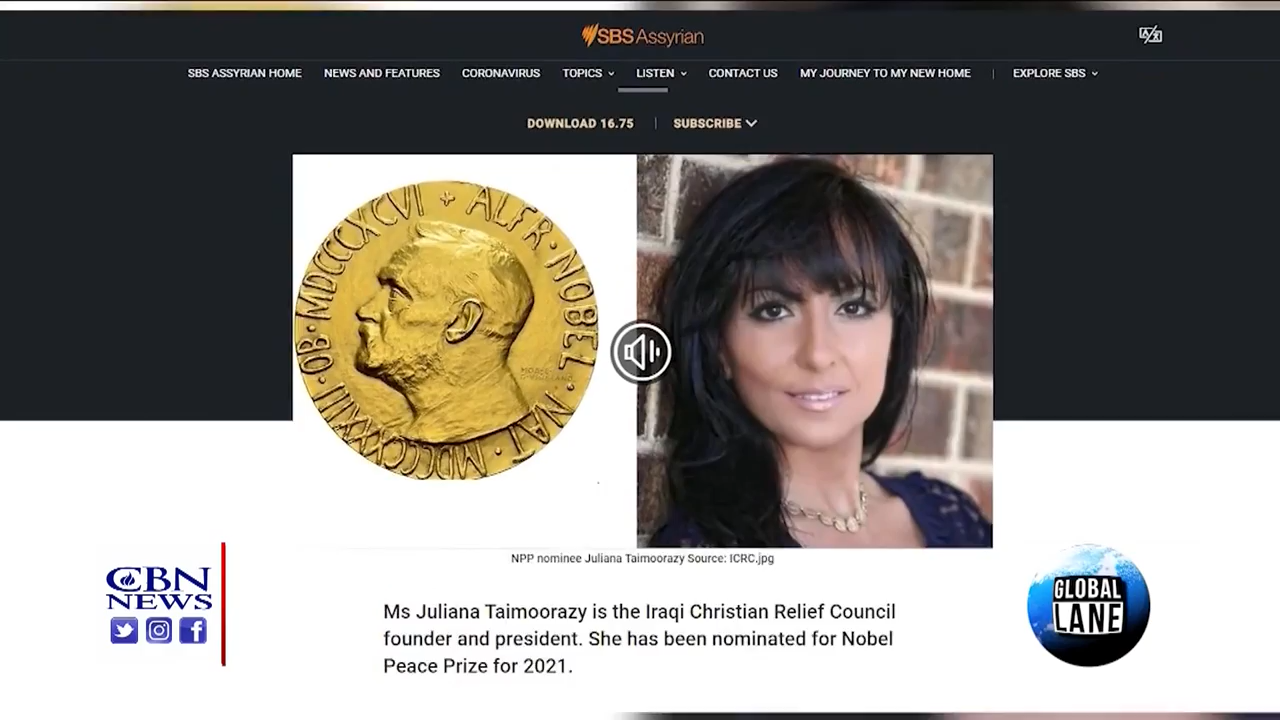 SBS Assyrian
SBS ASSYRIAN HOME NEWS AND FEATURES CORONAVIRUS TOPICS LISTEN CONTACT US MY JOURNEY TO MY NEW HOME | EXPLORE SBS
DOWNLOAD 16.75 | SUBSCRIBE
OB· MDCCCXXXIII · NAT · MDCCCXCVI + ALFR · NOBEL
NPP nominee Juliana Taimoorazy Source: ICRC.jpg
Ms Juliana Taimoorazy is the Iraqi Christian Relief Council
founder and president. She has been nominated for Nobel
Peace Prize for 2021.
CBN
NEWS
GLOBAL
LANE